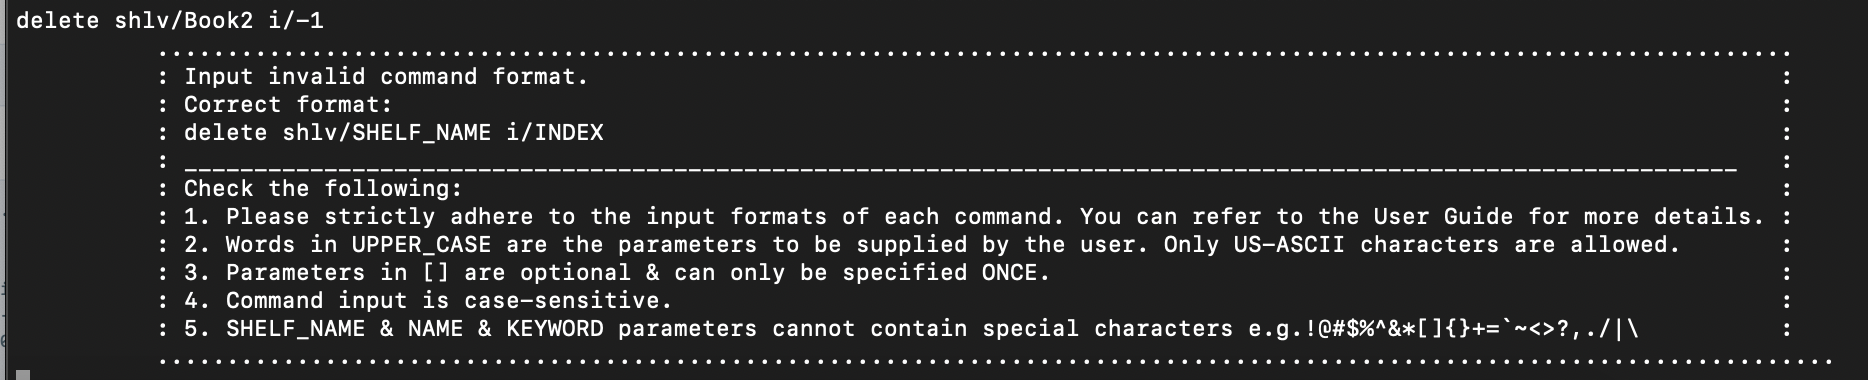 delete shlv/Book2 i/-1
................................................................................................................
: Input invalid command format. :
: Correct format: :
: delete shlv/SHELF_NAME i/INDEX :
: _______________________________________________________________________________________________________________ :
: Check the following: :
: 1. Please strictly adhere to the input formats of each command. You can refer to the User Guide for more details. :
: 2. Words in UPPER_CASE are the parameters to be supplied by the user. Only US-ASCII characters are allowed. :
: 3. Parameters in [] are optional & can only be specified ONCE. :
: 4. Command input is case-sensitive. :
: 5. SHELF_NAME & NAME & KEYWORD parameters cannot contain special characters e.g.!@#$%^&*[]{}+=`~<>?,./|\ :
................................................................................................................